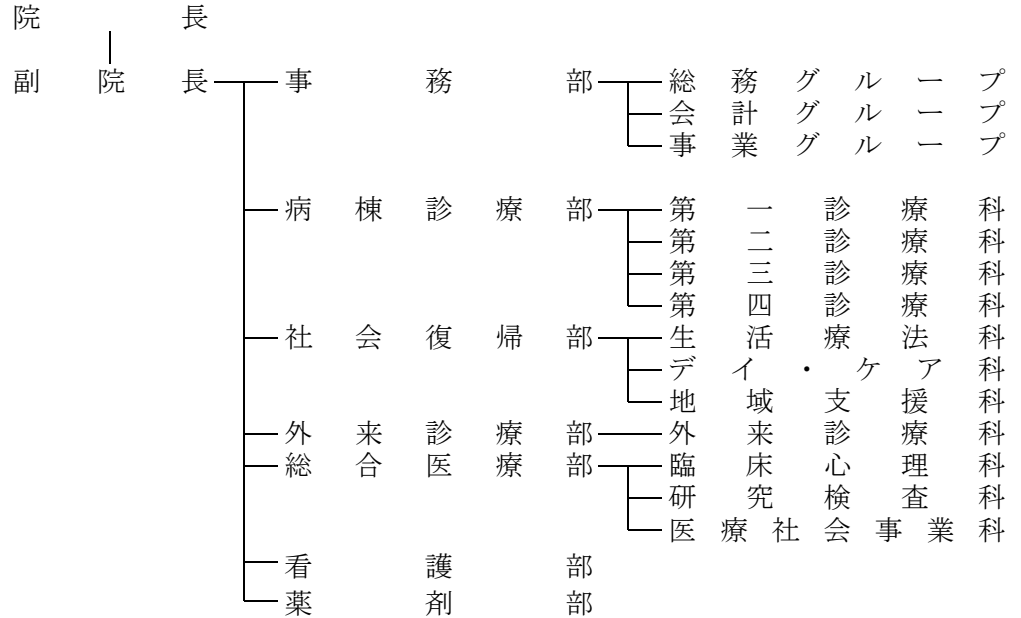 院長
副院長 事務部 総務グループ
会計グループ
事業グループ
病棟診療部 第一診療科
第二診療科
第三診療科
第四診療科
社会復帰部 生活療法科
デイ・ケア科
地域支援科
外来診療部 外来診療科
総合医療部 臨床心理科
研究検査科
医療社会事業科
看護部
薬剤部